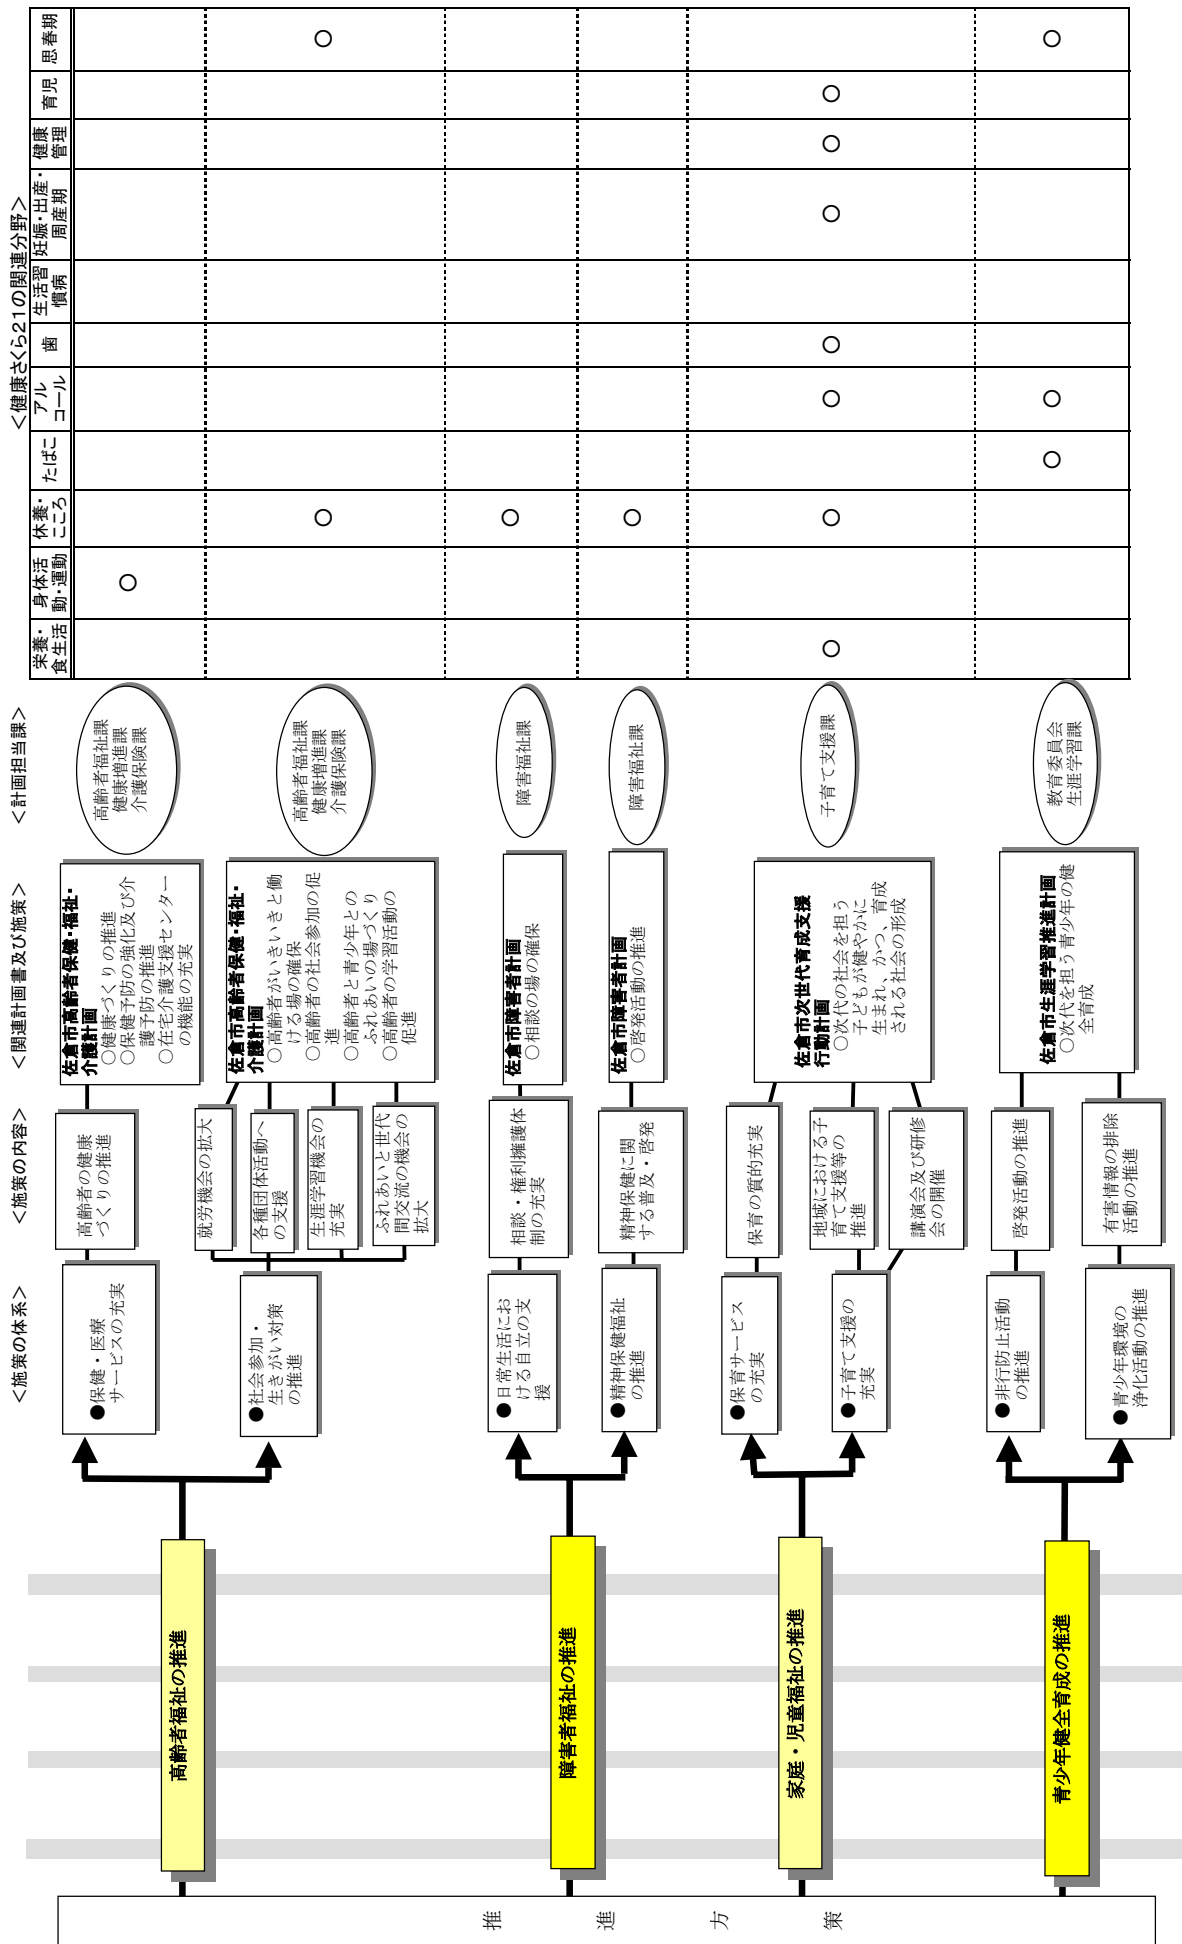 推進方策
高齢者福祉の推進
障害者福祉の推進
家庭・児童福祉の推進
青少年健全育成の推進
＜施策の体系＞
●保健・医療
サービスの充実
●社会参加・
生きがい対策
の推進
●日常生活にお
ける自立の支
援
●精神保健福祉
の推進
●保育サービス
の充実
●子育て支援の
充実
●非行防止活動
の推進
●青少年環境の
浄化活動の推進
＜施策の内容＞
高齢者の健康
づくりの推進
就労機会の拡大
各種団体活動へ
の支援
生涯学習機会の
充実
ふれあいと世代
間交流の機会の
拡大
相談・権利擁護体
制の充実
精神保健に関
する普及・啓発
保育の質的充実
地域における子
育て支援等の
推進
講演会及び研修
会の開催
啓発活動の推進
有害情報の排除
活動の推進
＜関連計画書及び施策＞
佐倉市高齢者保健・福祉・
介護計画
○健康づくりの推進
○保健予防の強化及び介
護予防の推進
○在宅介護支援センター
の機能の充実
佐倉市高齢者保健・福祉・
介護計画
○高齢者がいきいきと働
ける場の確保
○高齢者の社会参加の促
進
○高齢者と青少年との
ふれあいの場づくり
○高齢者の学習活動の
促進
佐倉市障害者計画
○相談の場の確保
佐倉市障害者計画
○啓発活動の推進
佐倉市次世代育成支援
行動計画
○次代の社会を担う
子どもが健やかに
生まれ、かつ、育成
される社会の形成
佐倉市生涯学習推進計画
○次代を担う青少年の健
全育成
＜計画担当課＞
高齢者福祉課
健康増進課
介護保険課
高齢者福祉課
健康増進課
介護保険課
障害福祉課
障害福祉課
子育て支援課
教育委員会
生涯学習課
＜健康さくら21の関連分野＞
栄養・
食生活
身体活
動・運動
休養・
こころ
たばこ
アル
コール
歯
生活習
慣病
妊娠・出産・
周産期
健康
管理
育児
思春期
○
○ ○
○
○
○ ○ ○ ○ ○ ○ ○
○ ○ ○